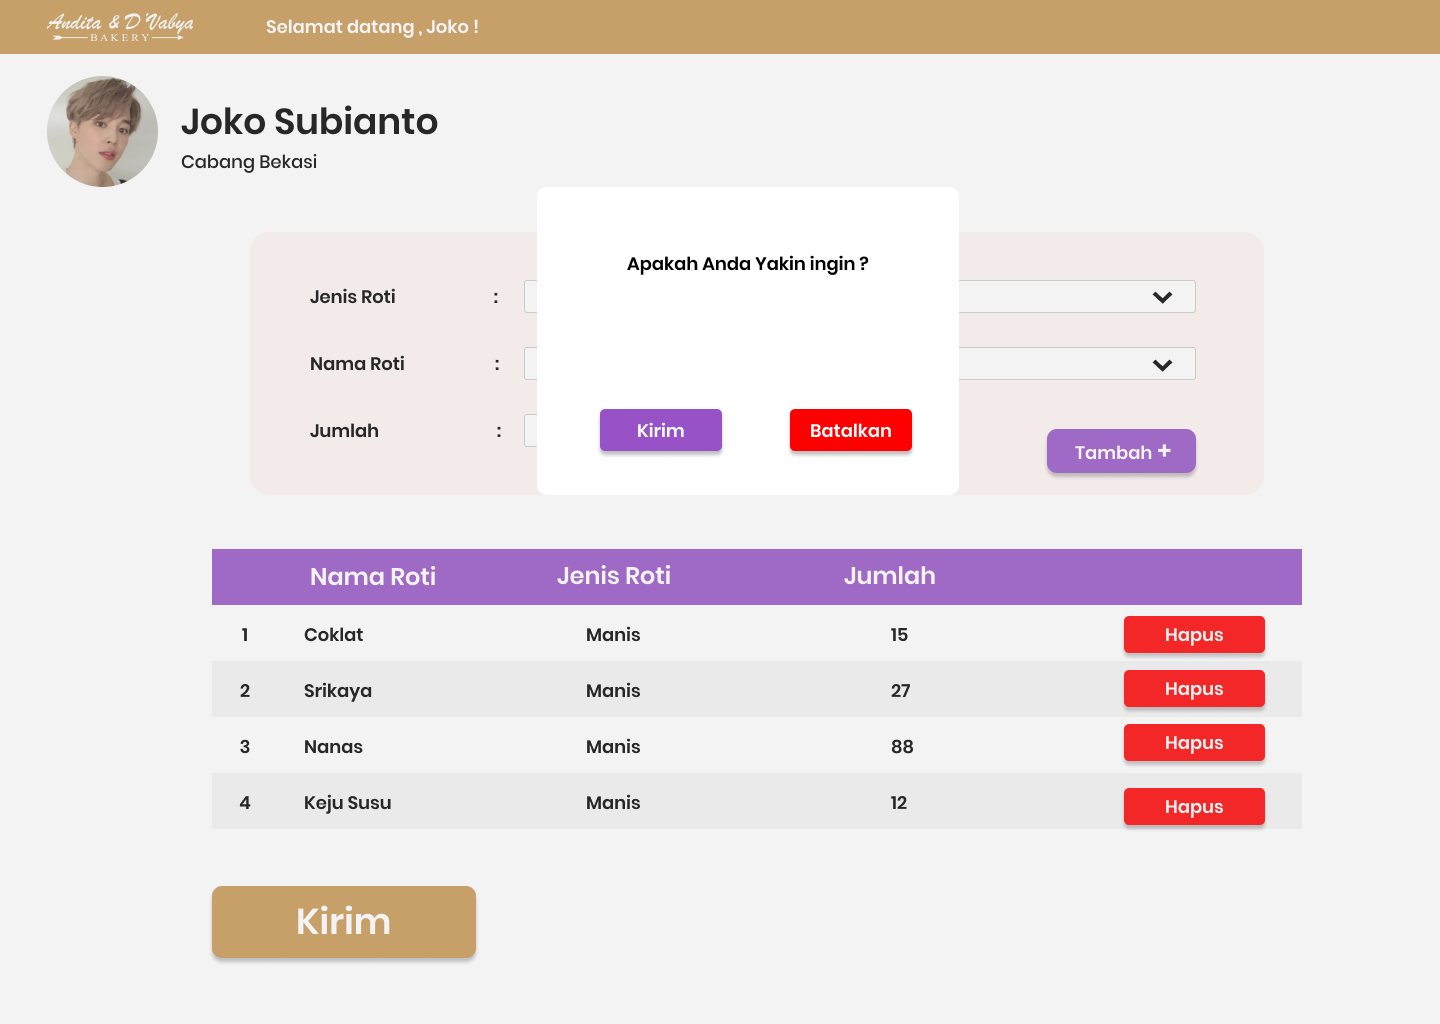 Andita & D'Vabya
BAKERY
Selamat datang , Joko !
Joko Subianto
Cabang Bekasi
Apakah Anda Yakin ingin ?
Jenis Roti :
Nama Roti :
Jumlah :
Kirim Batalkan
Tambah +
Nama Roti Jenis Roti Jumlah
1 Coklat Manis 15 Hapus
2 Srikaya Manis 27 Hapus
3 Nanas Manis 88 Hapus
4 Keju Susu Manis 12 Hapus
Kirim